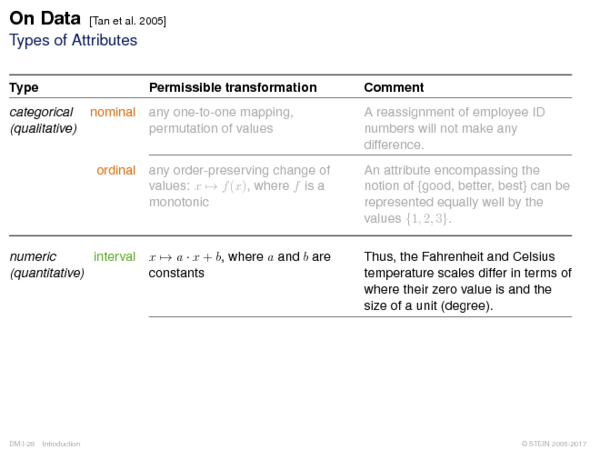 On Data [Tan et al. 2005]
Types of Attributes
Type Permissible transformation Comment
categorical nominal any one-to-one mapping, A reassignment of employee ID
(qualitative) permutation of values numbers will not make any
difference.
ordinal any order-preserving change of An attribute encompassing the
values: x ↦ f(x), where f is a notion of {good, better, best} can be
monotonic represented equally well by the
values {1, 2, 3}.
numeric interval x ↦ a · x + b, where a and b are Thus, the Fahrenheit and Celsius
(quantitative) constants temperature scales differ in terms of
where their zero value is and the
size of a unit (degree).
DM:I-28 Introduction © STEIN 2005-2017